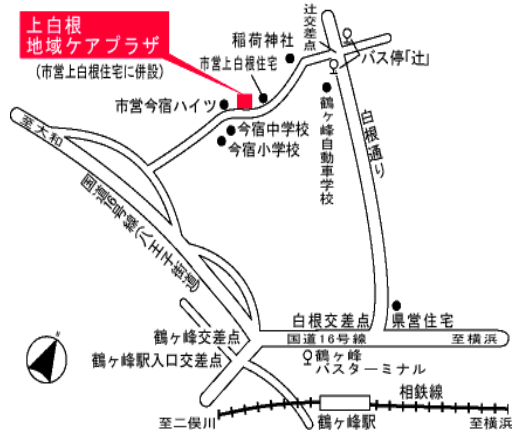 上白根
地域ケアプラザ
(市営上白根住宅に併設)
稲荷神社
市営上白根住宅
辻交差点
バス停「辻」
市営今宿ハイツ
今宿中学校
今宿小学校
鶴ヶ峰自動車学校
白根通り
至大和
国道16号線(八王子街道)
白根交差点
県営住宅
鶴ヶ峰交差点
国道16号線
至横浜
鶴ヶ峰駅入口交差点
鶴ヶ峰
バスターミナル
相鉄線
至二俣川
鶴ヶ峰駅
至横浜
N